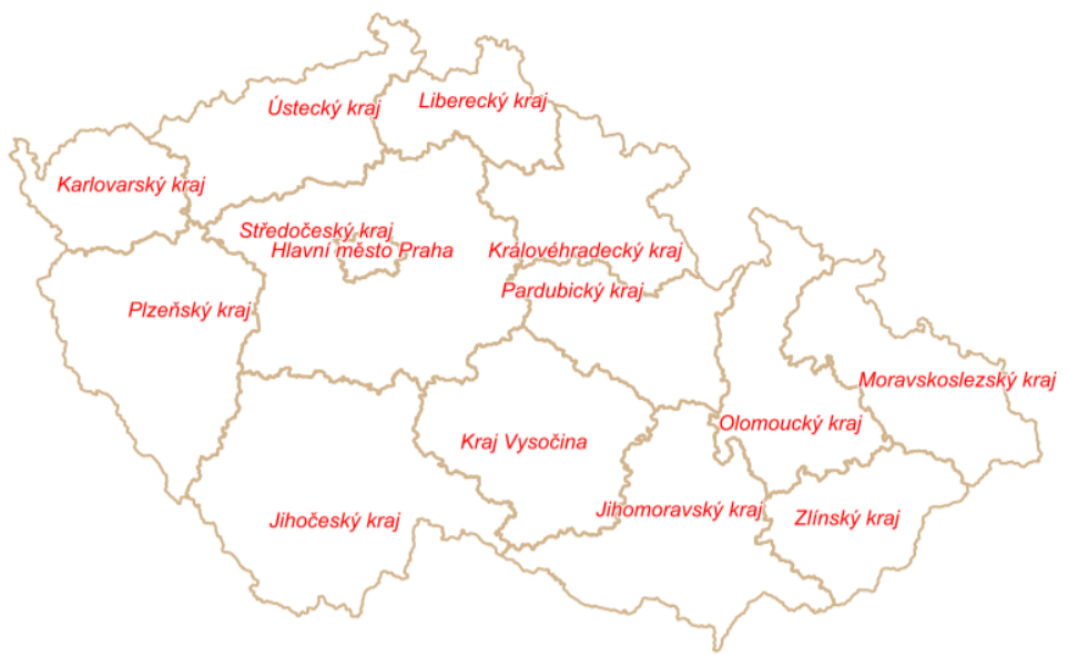 Liberecký kraj
Ústecký kraj
Karlovarský kraj
Středočeský kraj
Hlavní město Praha
Královéhradecký kraj
Pardubický kraj
Plzeňský kraj
Moravskoslezský kraj
Olomoucký kraj
Kraj Vysočina
Jihomoravský kraj
Zlínský kraj
Jihočeský kraj